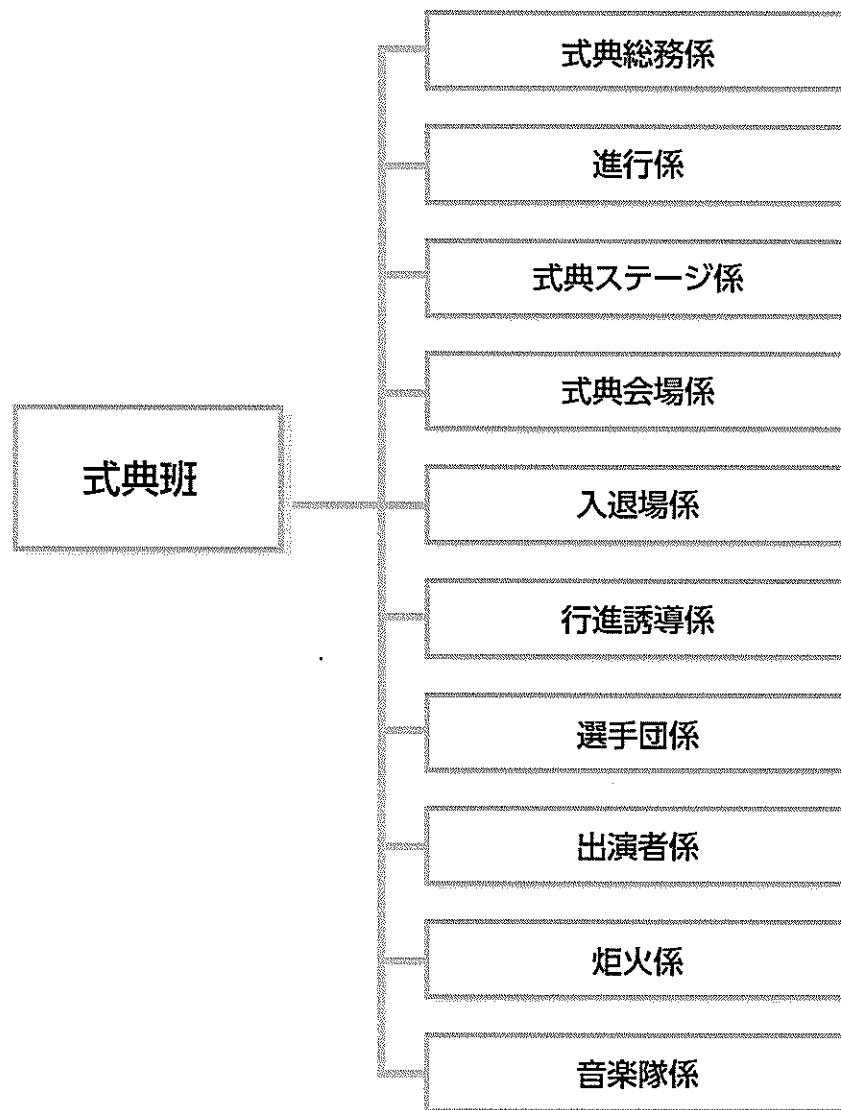 式典班
式典総務係
進行係
式典ステージ係
式典会場係
入退場係
行進誘導係
選手団係
出演者係
炬火係
音楽隊係